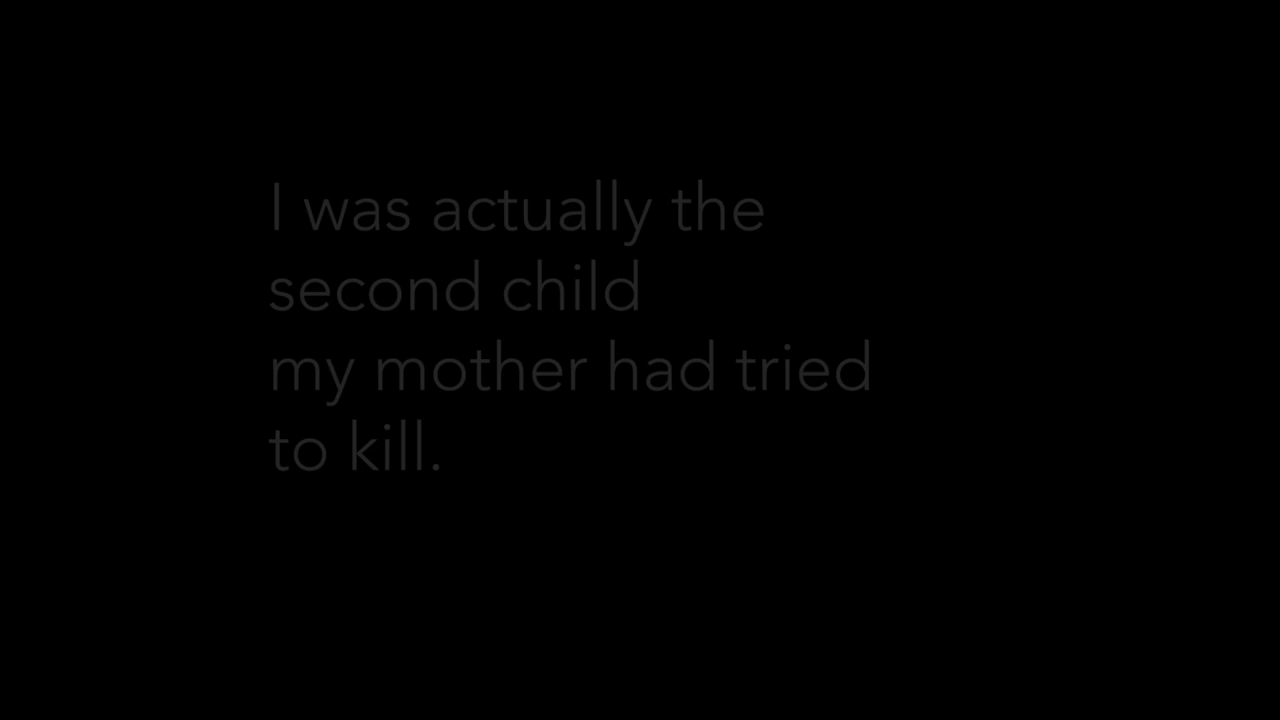 I was actually the
second child
my mother had tried
to kill.